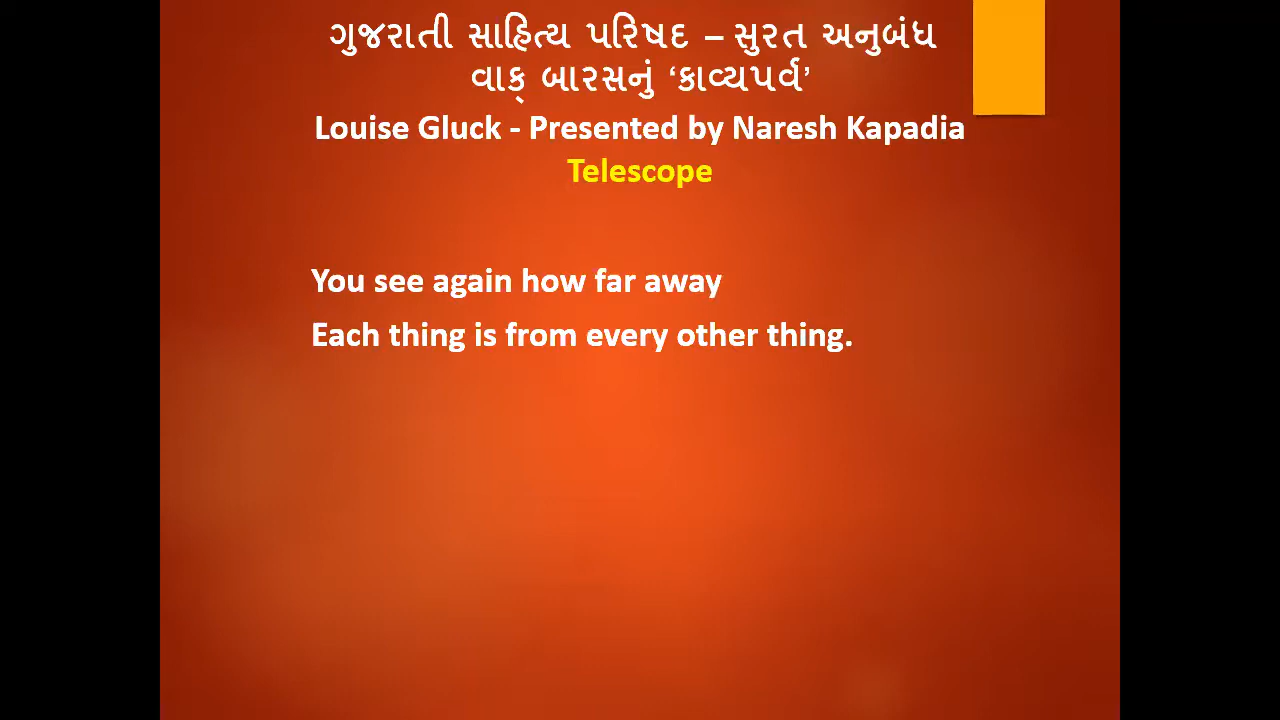 ગુજરાતી સાહિત્ય પરિષદ – સુરત અનુબંધ
વાક્ બારસનું ‘કાવ્યપર્વ’
Louise Gluck - Presented by Naresh Kapadia
Telescope
You see again how far away
Each thing is from every other thing.